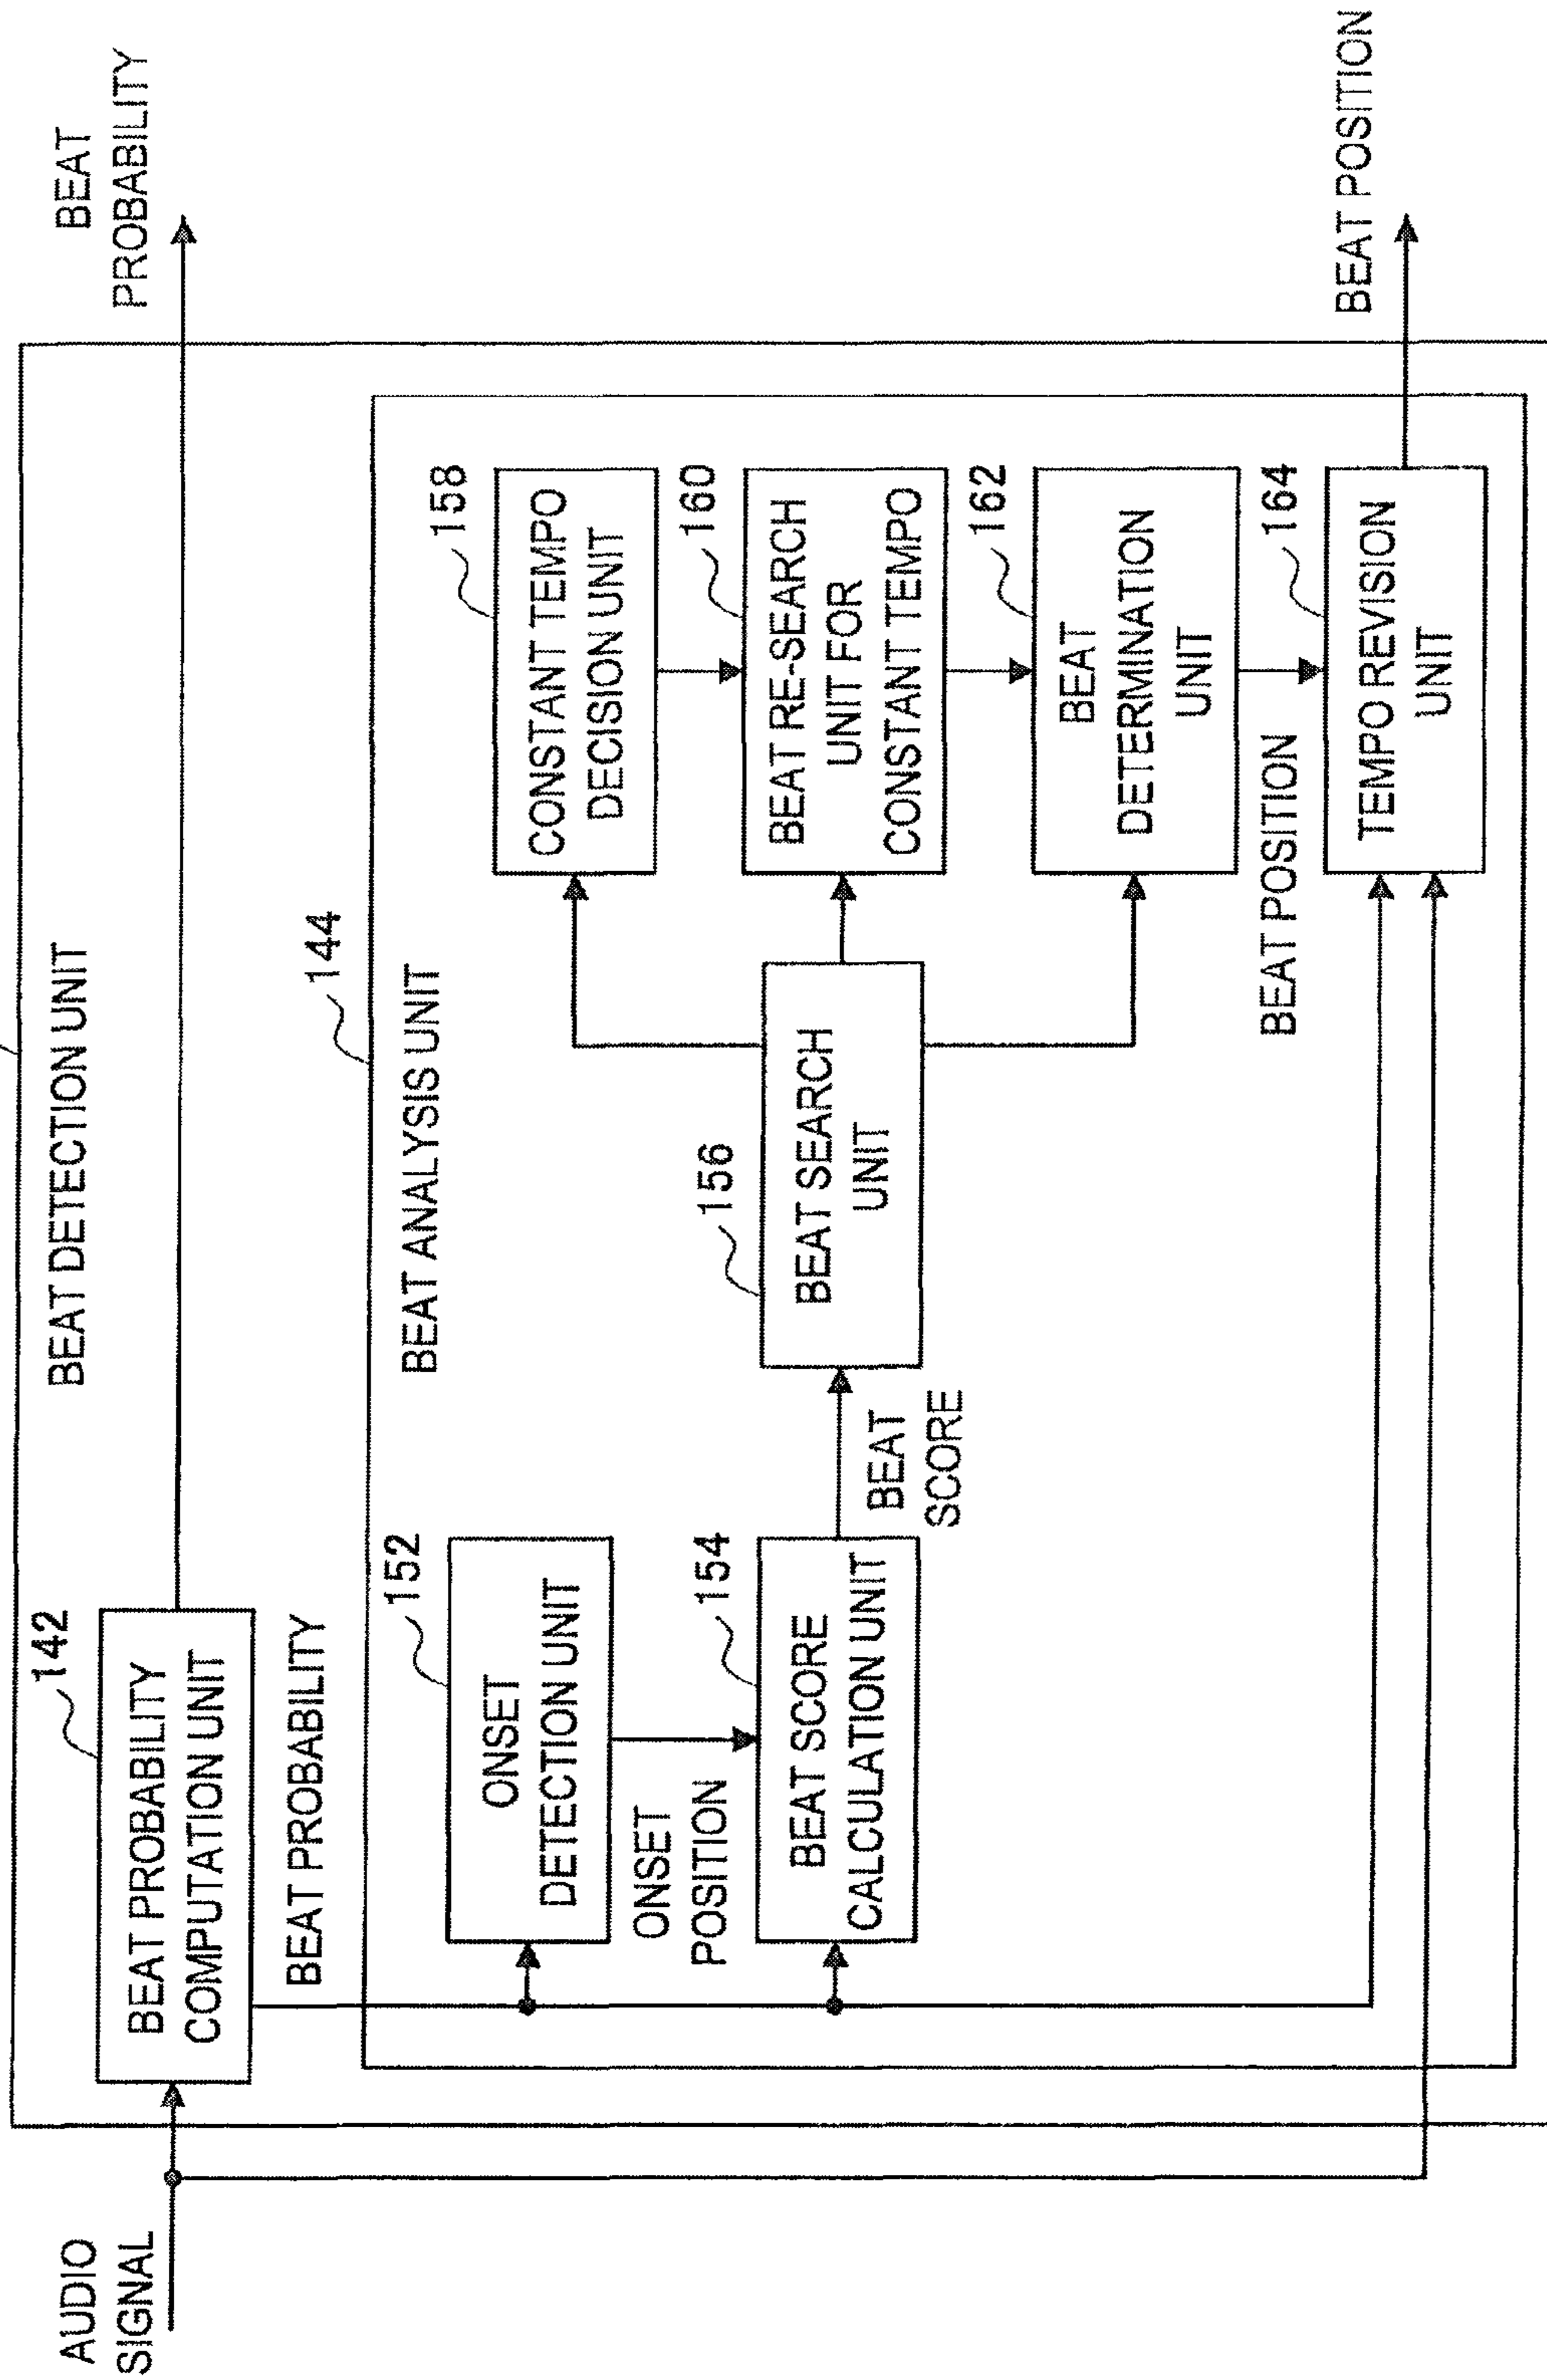 BEAT DETECTION UNIT
BEAT
PROBABILITY
142
BEAT PROBABILITY
COMPUTATION UNIT
AUDIO
SIGNAL
BEAT PROBABILITY
144
BEAT ANALYSIS UNIT
152
ONSET
DETECTION UNIT
ONSET
POSITION
154
BEAT SCORE
CALCULATION UNIT
BEAT
SCORE
156
BEAT SEARCH
UNIT
158
CONSTANT TEMPO
DECISION UNIT
160
BEAT RE-SEARCH
UNIT FOR
CONSTANT TEMPO
162
BEAT
DETERMINATION
UNIT
BEAT POSITION
164
TEMPO REVISION
UNIT
BEAT POSITION